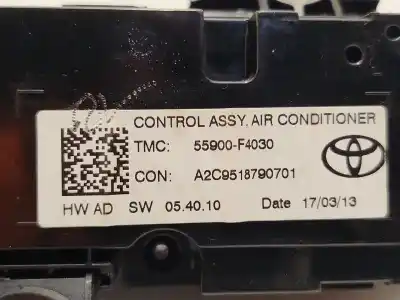 CONTROL ASSY, AIR CONDITIONER
TMC: 55900-F4030
CON: A2C9518790701
HW AD SW 05.40.10 Date 17/03/13